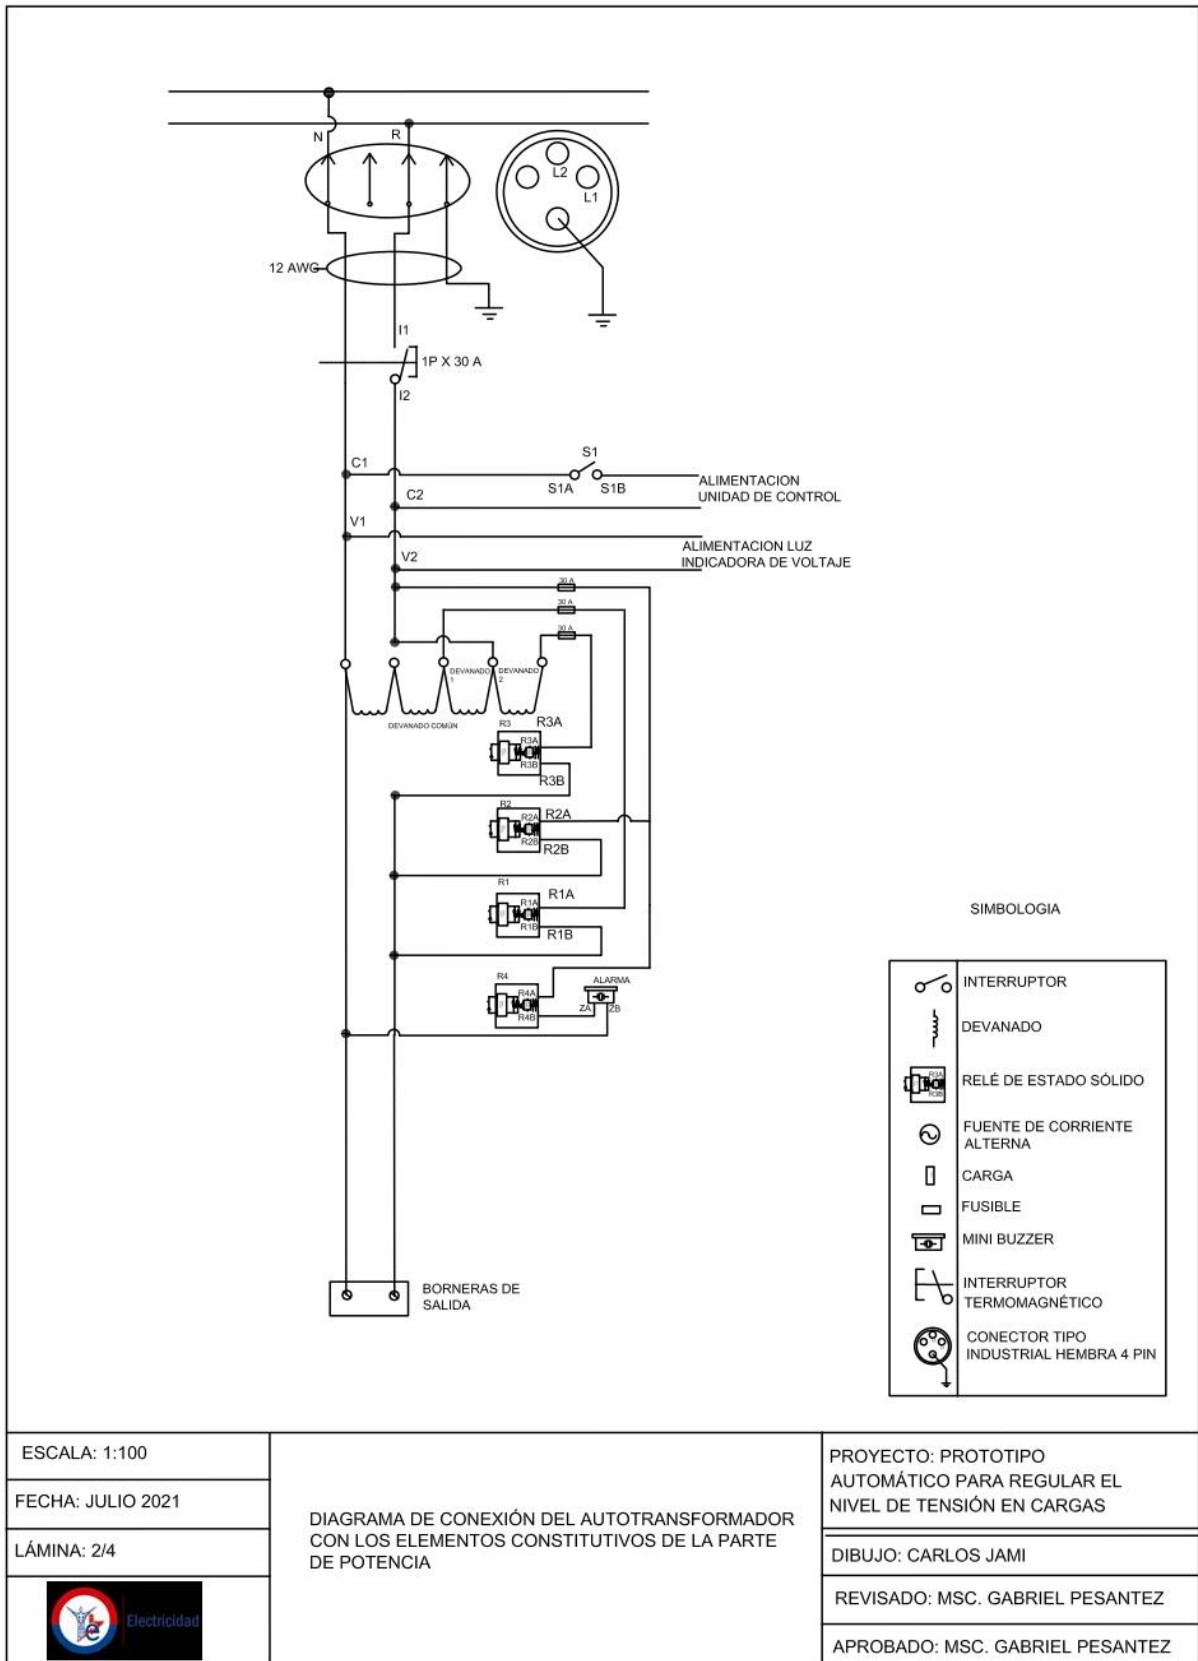 N
R
L2
L1
12 AWG
I1
1P X 30 A
I2
S1
C1
S1A
S1B
ALIMENTACION
UNIDAD DE CONTROL
C2
V1
ALIMENTACION LUZ
INDICADORA DE VOLTAJE
V2
30 A
30 A
30 A
DEVANADO
1
DEVANADO
2
DEVANADO COMÚN
R3
R3A
R3A
R3B
R3B
R2
R2A
R2A
R2B
R2B
R1
R1A
R1A
R1B
R1B
R4
R4A
R4B
ALARMA
ZA
ZB
BORNERAS DE
SALIDA
SIMBOLOGIA
INTERRUPTOR
DEVANADO
R3A
R3B
RELÉ DE ESTADO SÓLIDO
FUENTE DE CORRIENTE
ALTERNA
CARGA
FUSIBLE
MINI BUZZER
INTERRUPTOR
TERMOMAGNÉTICO
CONECTOR TIPO
INDUSTRIAL HEMBRA 4 PIN
ESCALA: 1:100
FECHA: JULIO 2021
LÁMINA: 2/4
Electricidad
DIAGRAMA DE CONEXIÓN DEL AUTOTRANSFORMADOR
CON LOS ELEMENTOS CONSTITUTIVOS DE LA PARTE
DE POTENCIA
PROYECTO: PROTOTIPO
AUTOMÁTICO PARA REGULAR EL
NIVEL DE TENSIÓN EN CARGAS
DIBUJO: CARLOS JAMI
REVISADO: MSC. GABRIEL PESANTEZ
APROBADO: MSC. GABRIEL PESANTEZ